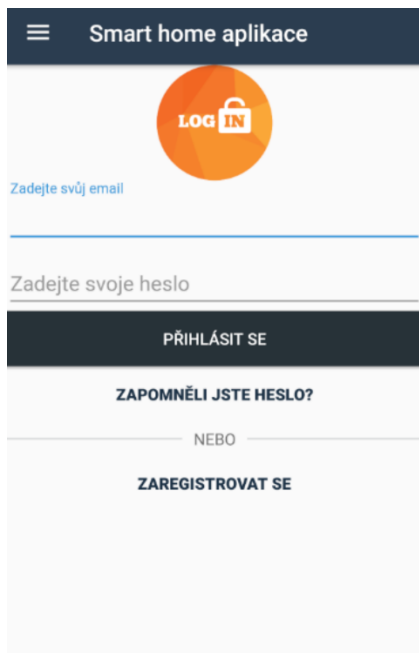 Smart home aplikace
LOG IN
Zadejte svůj email
Zadejte svoje heslo
PŘIHLÁSIT SE
ZAPOMNĚLI JSTE HESLO?
NEBO
ZAREGISTROVAT SE